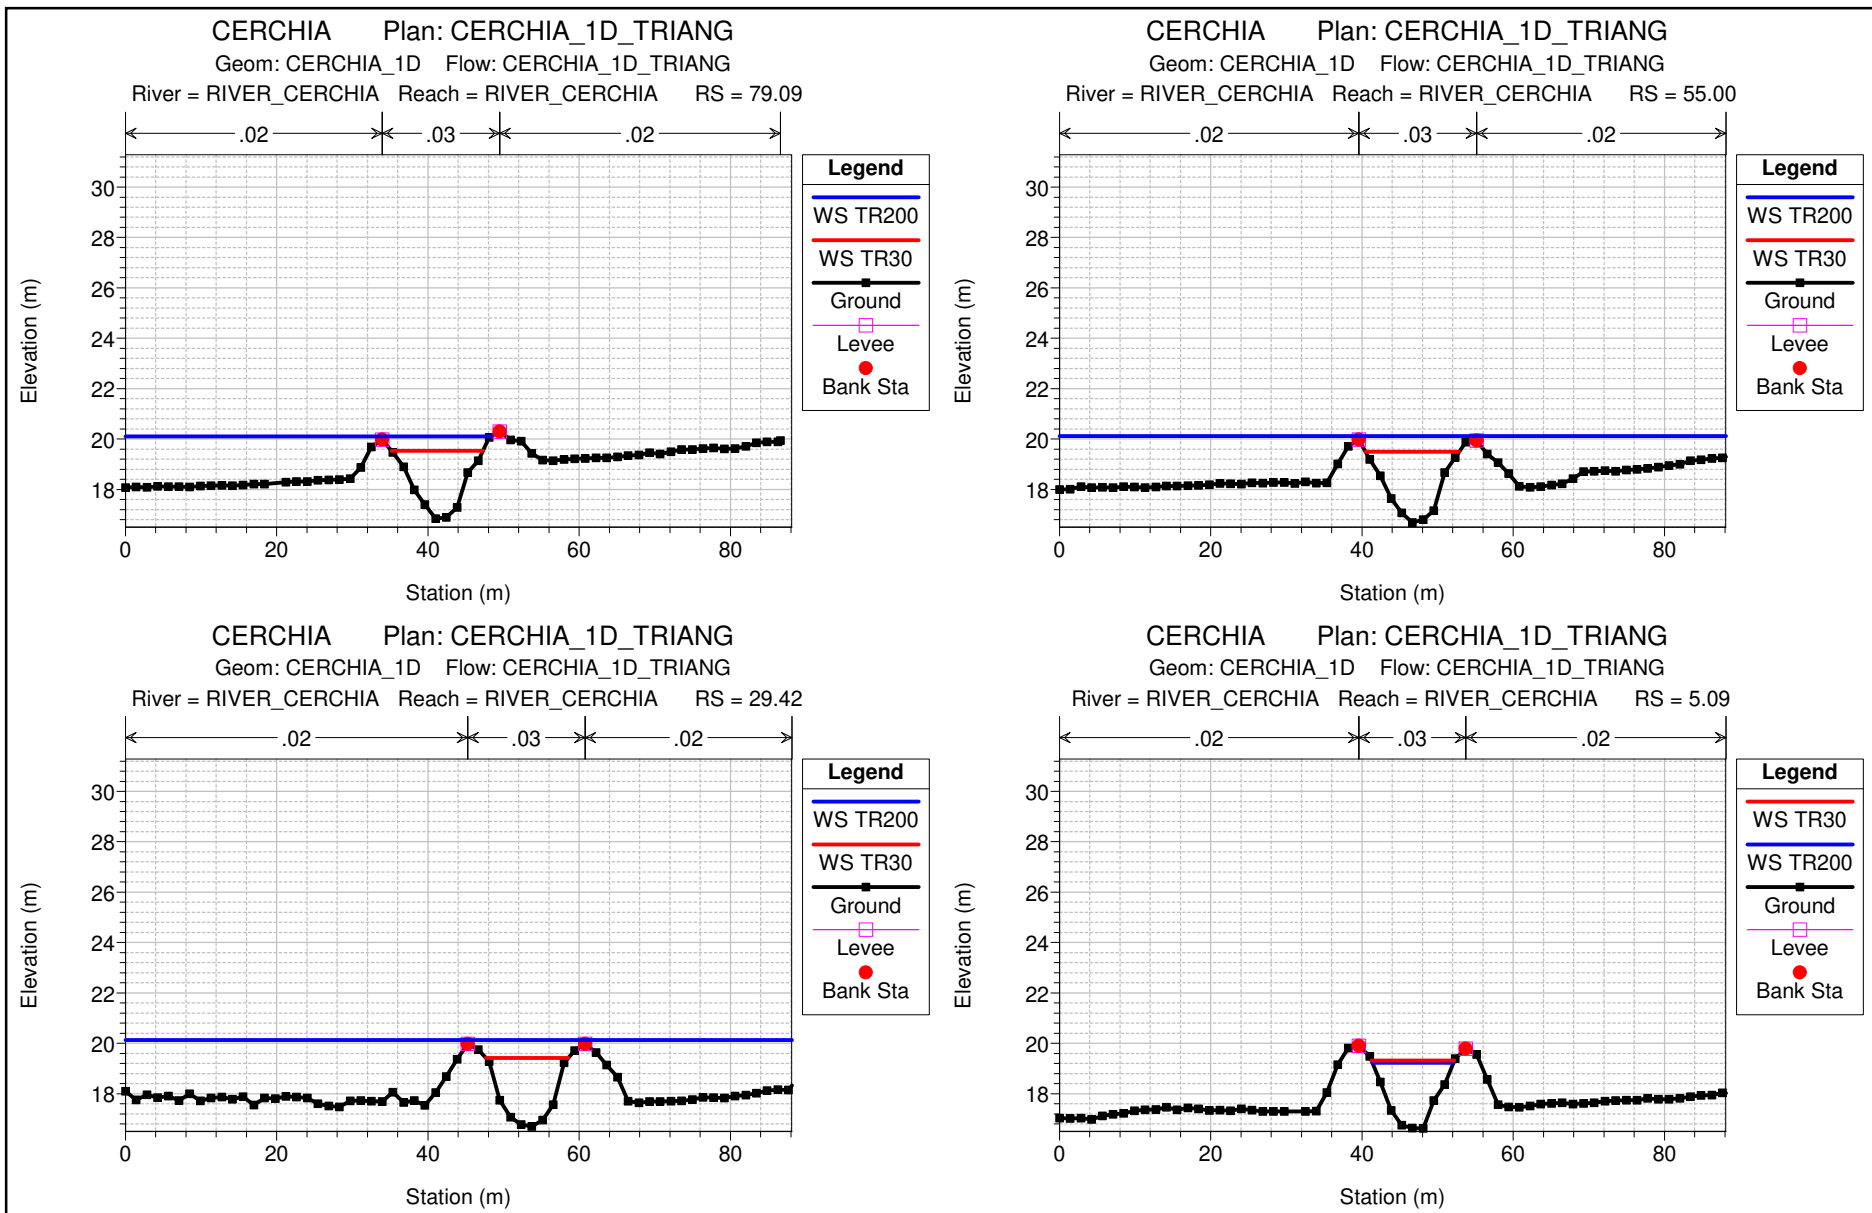 CERCHIA Plan: CERCHIA_1D_TRIANG
Geom: CERCHIA_1D Flow: CERCHIA_1D_TRIANG
River = RIVER_CERCHIA Reach = RIVER_CERCHIA RS = 79.09
.02 .03 .02
Legend
WS TR200
WS TR30
Ground
Levee
Bank Sta
30
28
26
24
22
20
18
Elevation (m)
0 20 40 60 80
Station (m)
CERCHIA Plan: CERCHIA_1D_TRIANG
Geom: CERCHIA_1D Flow: CERCHIA_1D_TRIANG
River = RIVER_CERCHIA Reach = RIVER_CERCHIA RS = 55.00
.02 .03 .02
Legend
WS TR200
WS TR30
Ground
Levee
Bank Sta
30
28
26
24
22
20
18
Elevation (m)
0 20 40 60 80
Station (m)
CERCHIA Plan: CERCHIA_1D_TRIANG
Geom: CERCHIA_1D Flow: CERCHIA_1D_TRIANG
River = RIVER_CERCHIA Reach = RIVER_CERCHIA RS = 29.42
.02 .03 .02
Legend
WS TR200
WS TR30
Ground
Levee
Bank Sta
30
28
26
24
22
20
18
Elevation (m)
0 20 40 60 80
Station (m)
CERCHIA Plan: CERCHIA_1D_TRIANG
Geom: CERCHIA_1D Flow: CERCHIA_1D_TRIANG
River = RIVER_CERCHIA Reach = RIVER_CERCHIA RS = 5.09
.02 .03 .02
Legend
WS TR30
WS TR200
Ground
Levee
Bank Sta
30
28
26
24
22
20
18
Elevation (m)
0 20 40 60 80
Station (m)